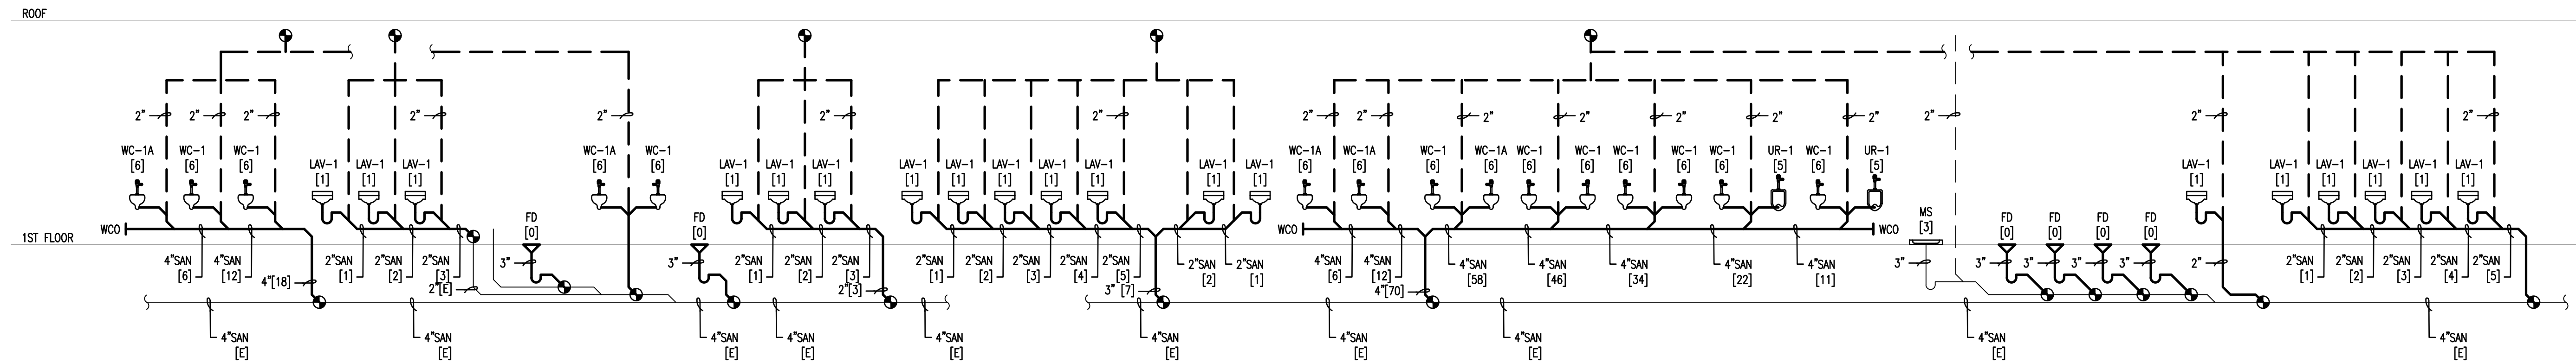 ROOF
2" 2" 2" 2" 2" 2" 2" 2" 2" 2" 2" 2" 2" 2" 2" 2" 2"
WC-1A
[6]
WC-1
[6]
WC-1
[6]
LAV-1
[1]
LAV-1
[1]
LAV-1
[1]
WC-1A
[6]
WC-1
[6]
LAV-1
[1]
LAV-1
[1]
LAV-1
[1]
LAV-1
[1]
LAV-1
[1]
LAV-1
[1]
LAV-1
[1]
LAV-1
[1]
LAV-1
[1]
LAV-1
[1]
WC-1A
[6]
WC-1A
[6]
WC-1
[6]
WC-1A
[6]
WC-1
[6]
WC-1
[6]
WC-1
[6]
WC-1
[6]
WC-1
[6]
UR-1
[5]
WC-1
[6]
UR-1
[5]
LAV-1
[1]
LAV-1
[1]
LAV-1
[1]
LAV-1
[1]
LAV-1
[1]
LAV-1
[1]
FD
[0]
FD
[0]
MS
[3]
FD
[0]
FD
[0]
FD
[0]
FD
[0]
WCO
WCO
WCO
1ST FLOOR
4"SAN
[6]
4"SAN
[12]
4"[18]
2"SAN
[1]
2"SAN
[2]
2"SAN
[3]
2"[E]
3"
3"
2"SAN
[1]
2"SAN
[2]
2"SAN
[3]
2"[3]
2"SAN
[1]
2"SAN
[2]
2"SAN
[3]
2"SAN
[4]
2"SAN
[5]
3" [7]
2"SAN
[2]
2"SAN
[1]
4"SAN
[6]
4"SAN
[12]
4"[70]
4"SAN
[58]
4"SAN
[46]
4"SAN
[34]
4"SAN
[22]
4"SAN
[11]
3"
3"
3"
3"
3"
2"
2"SAN
[1]
2"SAN
[2]
2"SAN
[3]
2"SAN
[4]
2"SAN
[5]
4"SAN
[E]
4"SAN
[E]
4"SAN
[E]
4"SAN
[E]
4"SAN
[E]
4"SAN
[E]
4"SAN
[E]
4"SAN
[E]
4"SAN
[E]
4"SAN
[E]